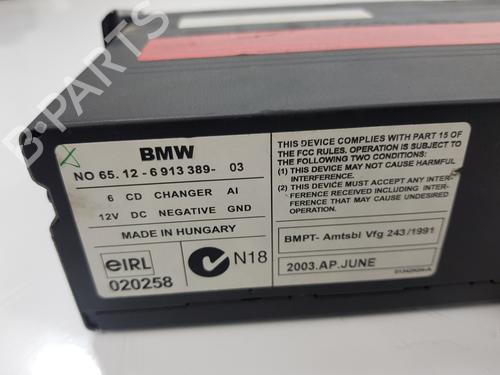 BMW
NO 65. 12 - 6 913 389- 03
6 CD CHANGER AI
12V DC NEGATIVE GND
MADE IN HUNGARY
eIRL
020258
N18
THIS DEVICE COMPLIES WITH PART 15 OF
THE FCC RULES. OPERATION IS SUBJECT TO
THE FOLLOWING TWO CONDITIONS:
(1) THIS DEVICE MAY NOT CAUSE HARMFUL
INTERFERENCE
(2) THIS DEVICE MUST ACCEPT ANY INTER-
FERENCE RECEIVED INCLUDING INTER-
FERENCE THAT MAY CAUSE UNDESIRED
OPERATION.
BMPT- Amtsbl Vfg 243/1991
2003.AP.JUNE
B-PARTS